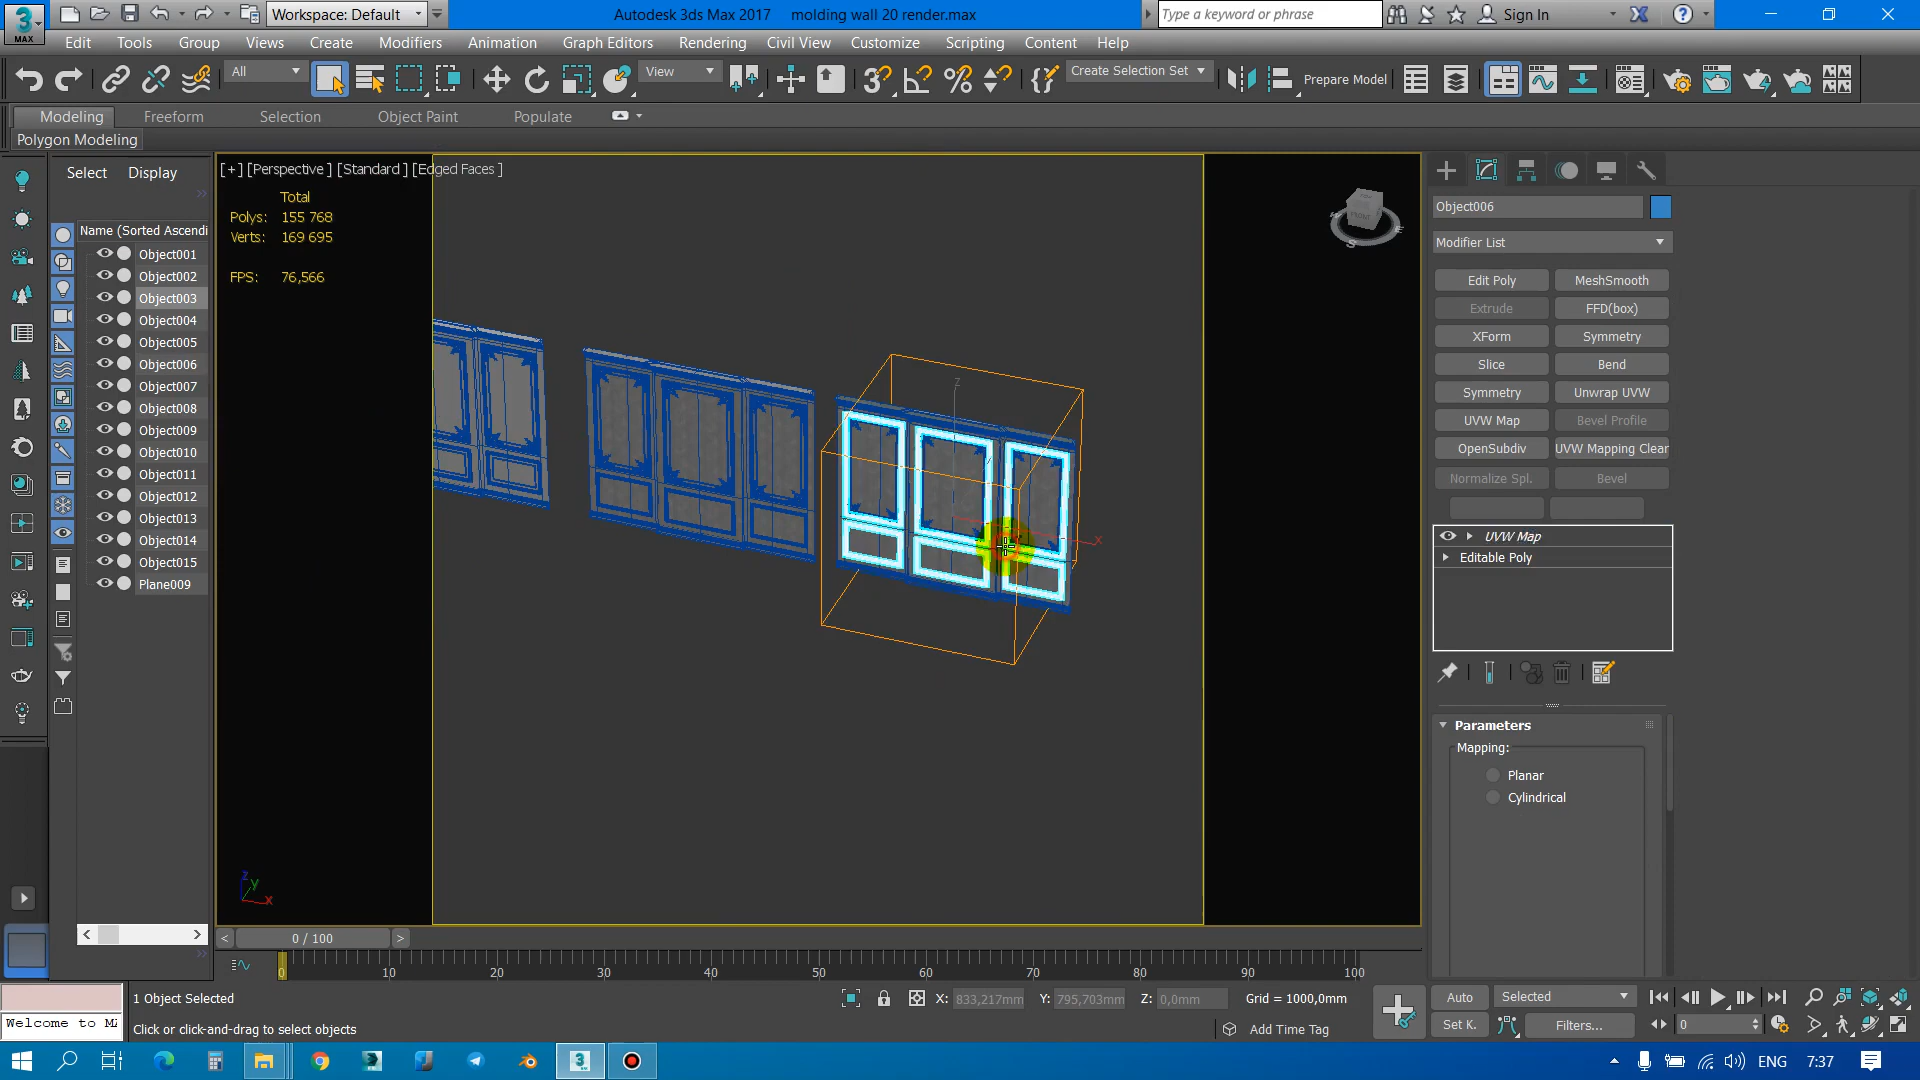 3
MAX
Workspace: Default
Autodesk 3ds Max 2017    molding wall 20 render.max
Type a keyword or phrase
Sign In
Edit
Tools
Group
Views
Create
Modifiers
Animation
Graph Editors
Rendering
Civil View
Customize
Scripting
Content
Help
All
View
Create Selection Set
Prepare Model
Modeling
Freeform
Selection
Object Paint
Populate
Polygon Modeling
Select
Display
Name (Sorted Ascendi
Object001
Object002
Object003
Object004
Object005
Object006
Object007
Object008
Object009
Object010
Object011
Object012
Object013
Object014
Object015
Plane009
[+] [Perspective ] [Standard ] [Edged Faces ]
Total
Polys: 155 768
Verts: 169 695
FPS: 76,566
Object006
Modifier List
Edit Poly
MeshSmooth
Extrude
FFD(box)
XForm
Symmetry
Slice
Bend
Symmetry
Unwrap UVW
UVW Map
Bevel Profile
OpenSubdiv
UVW Mapping Clear
Normalize Spl.
Bevel
UVW Map
Editable Poly
Parameters
Mapping:
Planar
Cylindrical
0 / 100
0 10 20 30 40 50 60 70 80 90 100
1 Object Selected
X: 833,217mm Y: 795,703mm Z: 0,0mm Grid = 1000,0mm
Auto
Selected
Welcome to M
Click or click-and-drag to select objects
Add Time Tag
Set K.
Filters...
0
ENG
7:37